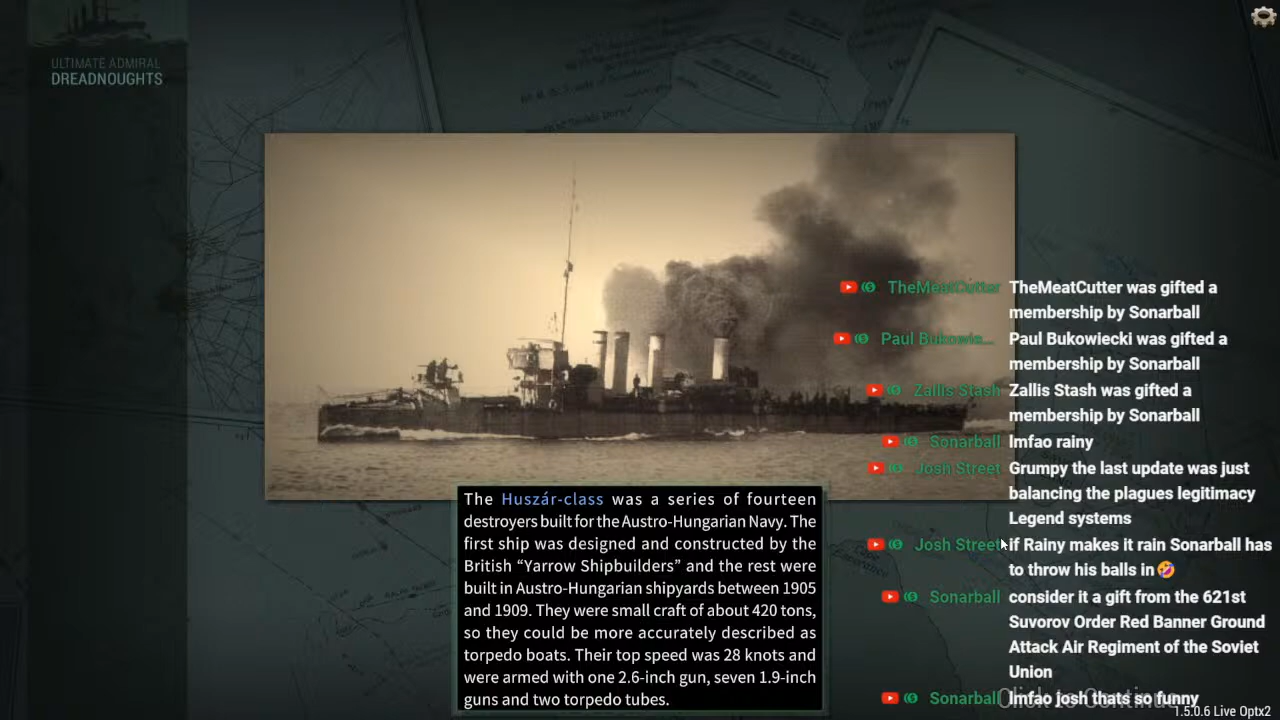 ULTIMATE ADMIRAL
DREADNOUGHTS
TheMeatCutter TheMeatCutter was gifted a
membership by Sonarball
Paul Bukowie... Paul Bukowiecki was gifted a
membership by Sonarball
Zallis Stash Zallis Stash was gifted a
membership by Sonarball
Sonarball lmfao rainy
Josh Street Grumpy the last update was just
balancing the plagues legitimacy
Legend systems
Josh Street if Rainy makes it rain Sonarball has
to throw his balls in🤣
Sonarball consider it a gift from the 621st
Suvorov Order Red Banner Ground
Attack Air Regiment of the Soviet
Union
Sonarball lmfao josh thats so funny
The Huszár-class was a series of fourteen
destroyers built for the Austro-Hungarian Navy. The
first ship was designed and constructed by the
British “Yarrow Shipbuilders” and the rest were
built in Austro-Hungarian shipyards between 1905
and 1909. They were small craft of about 420 tons,
so they could be more accurately described as
torpedo boats. Their top speed was 28 knots and
were armed with one 2.6-inch gun, seven 1.9-inch
guns and two torpedo tubes.
Click to Continue
1.5.0.6 Live Optx2